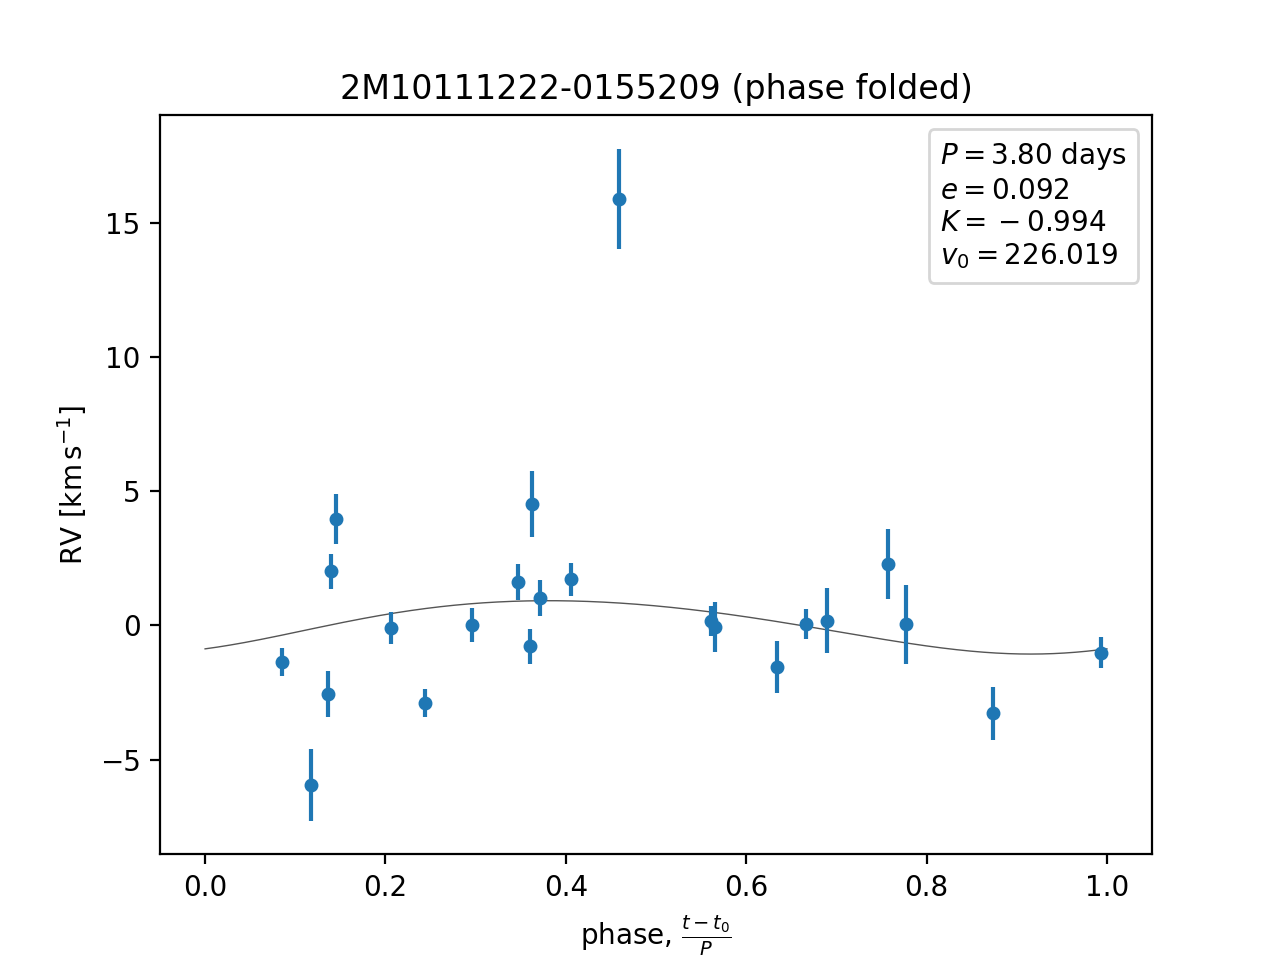 2M10111222-0155209 (phase folded)
P = 3.80 days
e = 0.092
K = −0.994
v₀ = 226.019
15
10
5
0
−5
RV [km s⁻¹]
0.0 0.2 0.4 0.6 0.8 1.0
phase, (t − t₀)/P